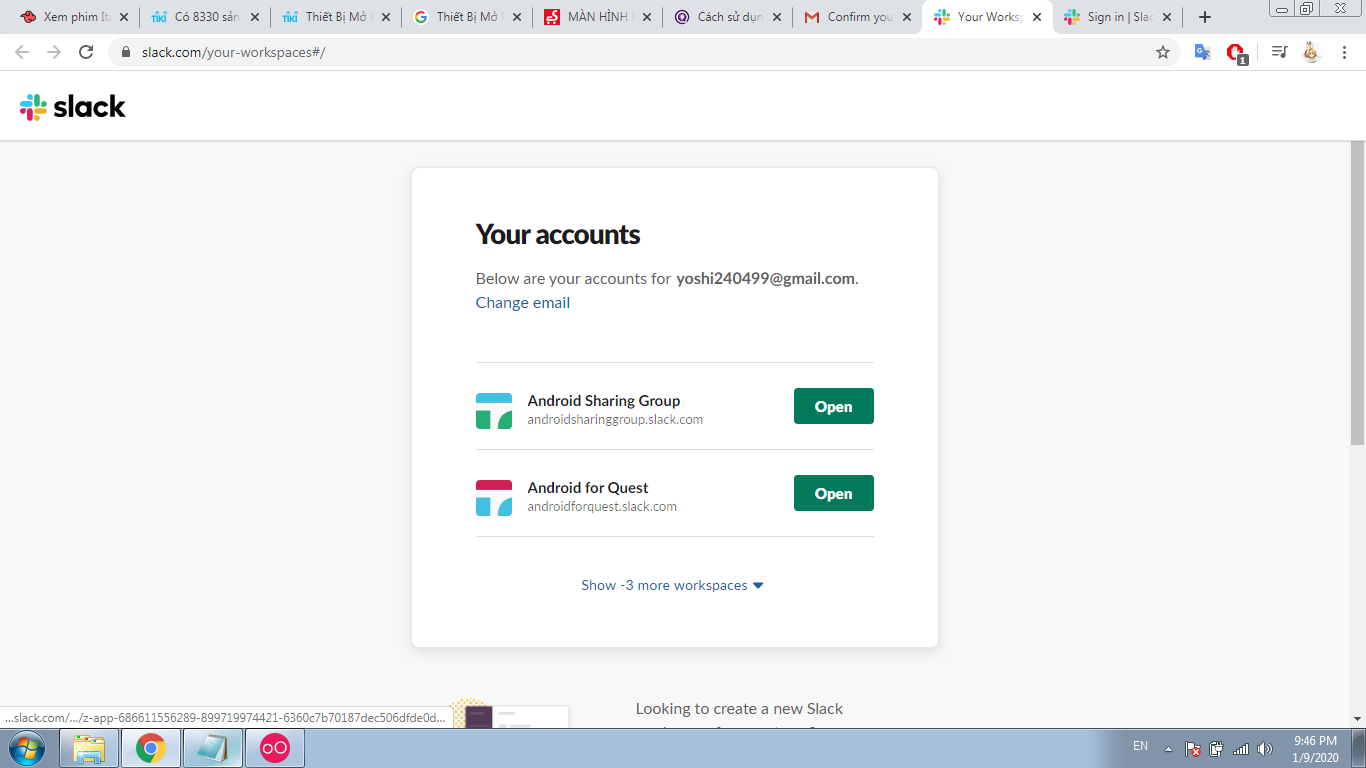 Xem phim It
Có 8330 sản
Thiết Bị Mở
Thiết Bị Mở
MÀN HÌNH
Cách sử dụn
Confirm you
Your Worksp
Sign in | Slac
slack.com/your-workspaces#/
1
slack
Your accounts
Below are your accounts for yoshi240499@gmail.com.
Change email
Android Sharing Group
androidsharinggroup.slack.com
Open
Android for Quest
androidforquest.slack.com
Open
Show -3 more workspaces
Looking to create a new Slack
...slack.com/.../z-app-686611556289-899719974421-6360c7b70187dec506dfde0d...
EN
9:46 PM
1/9/2020